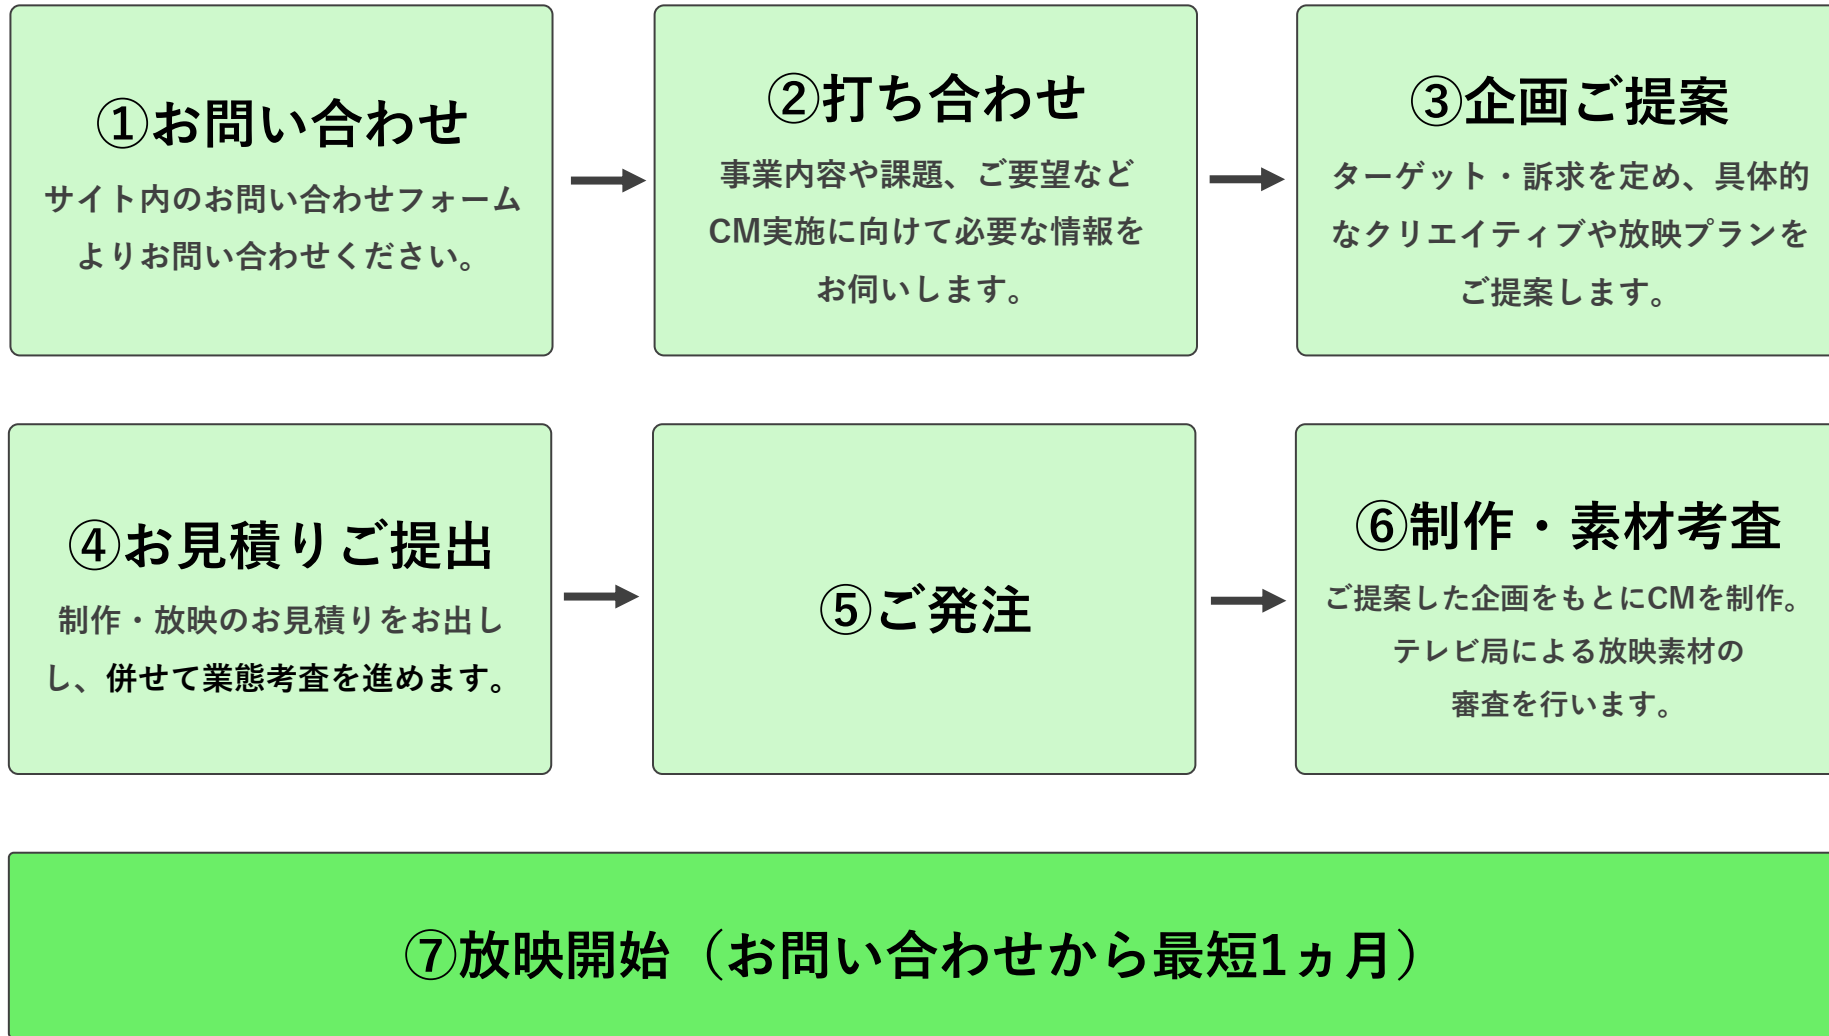 ①お問い合わせ
サイト内のお問い合わせフォーム
よりお問い合わせください。
②打ち合わせ
事業内容や課題、ご要望など
CM実施に向けて必要な情報を
お伺いします。
③企画ご提案
ターゲット・訴求を定め、具体的
なクリエイティブや放映プランを
ご提案します。
④お見積りご提出
制作・放映のお見積りをお出し
し、併せて業態考査を進めます。
⑤ご発注
⑥制作・素材考査
ご提案した企画をもとにCMを制作。
テレビ局による放映素材の
審査を行います。
⑦放映開始（お問い合わせから最短1ヵ月）